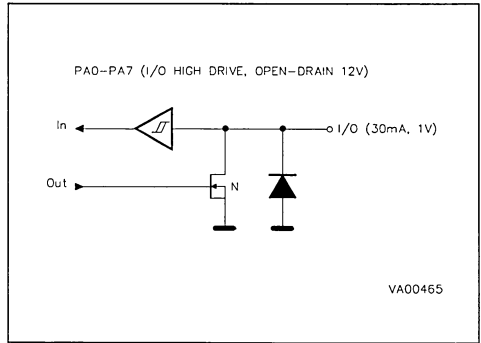 PA0-PA7 (I/O HIGH DRIVE, OPEN-DRAIN 12V)
In
I/O (30mA, 1V)
Out
N
VA00465